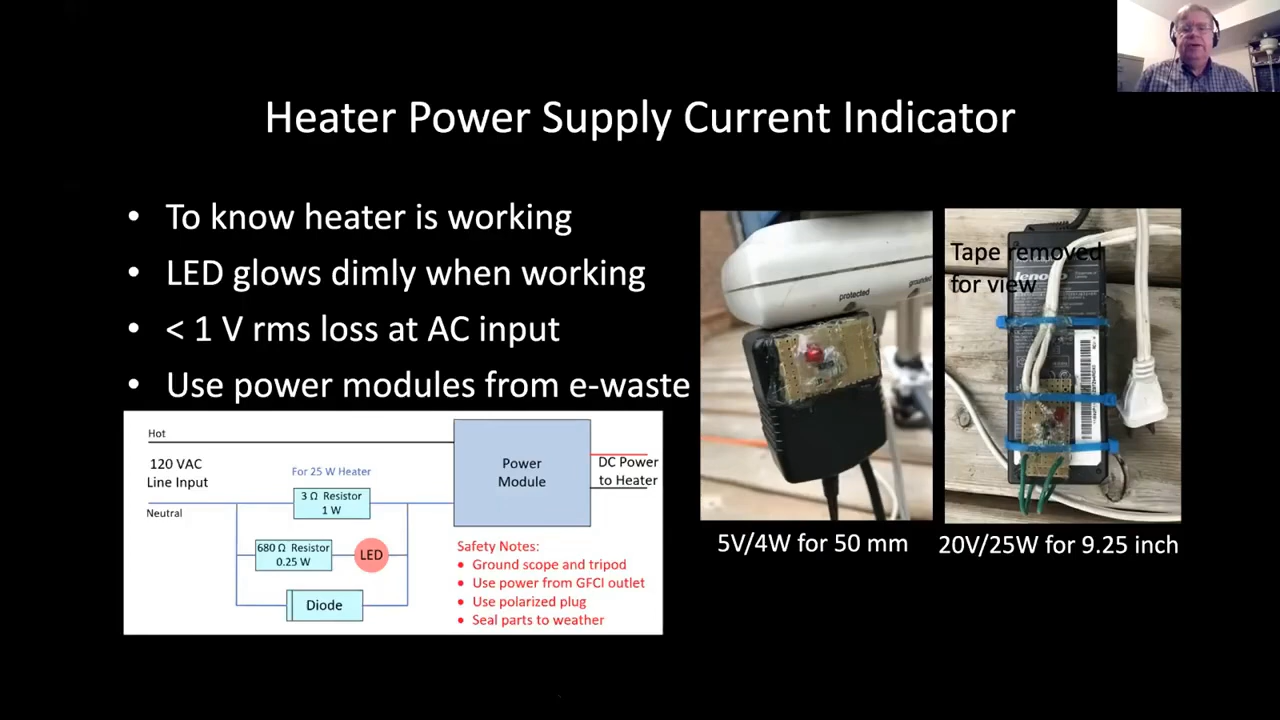 Heater Power Supply Current Indicator
• To know heater is working
• LED glows dimly when working
• < 1 V rms loss at AC input
• Use power modules from e-waste
Hot
120 VAC
Line Input
Neutral
For 25 W Heater
3 Ω Resistor
1 W
680 Ω Resistor
0.25 W
LED
Diode
Power
Module
DC Power
to Heater
Safety Notes:
• Ground scope and tripod
• Use power from GFCI outlet
• Use polarized plug
• Seal parts to weather
protected
grounded
5V/4W for 50 mm
Tape removed
for view
lenovo
20V/25W for 9.25 inch